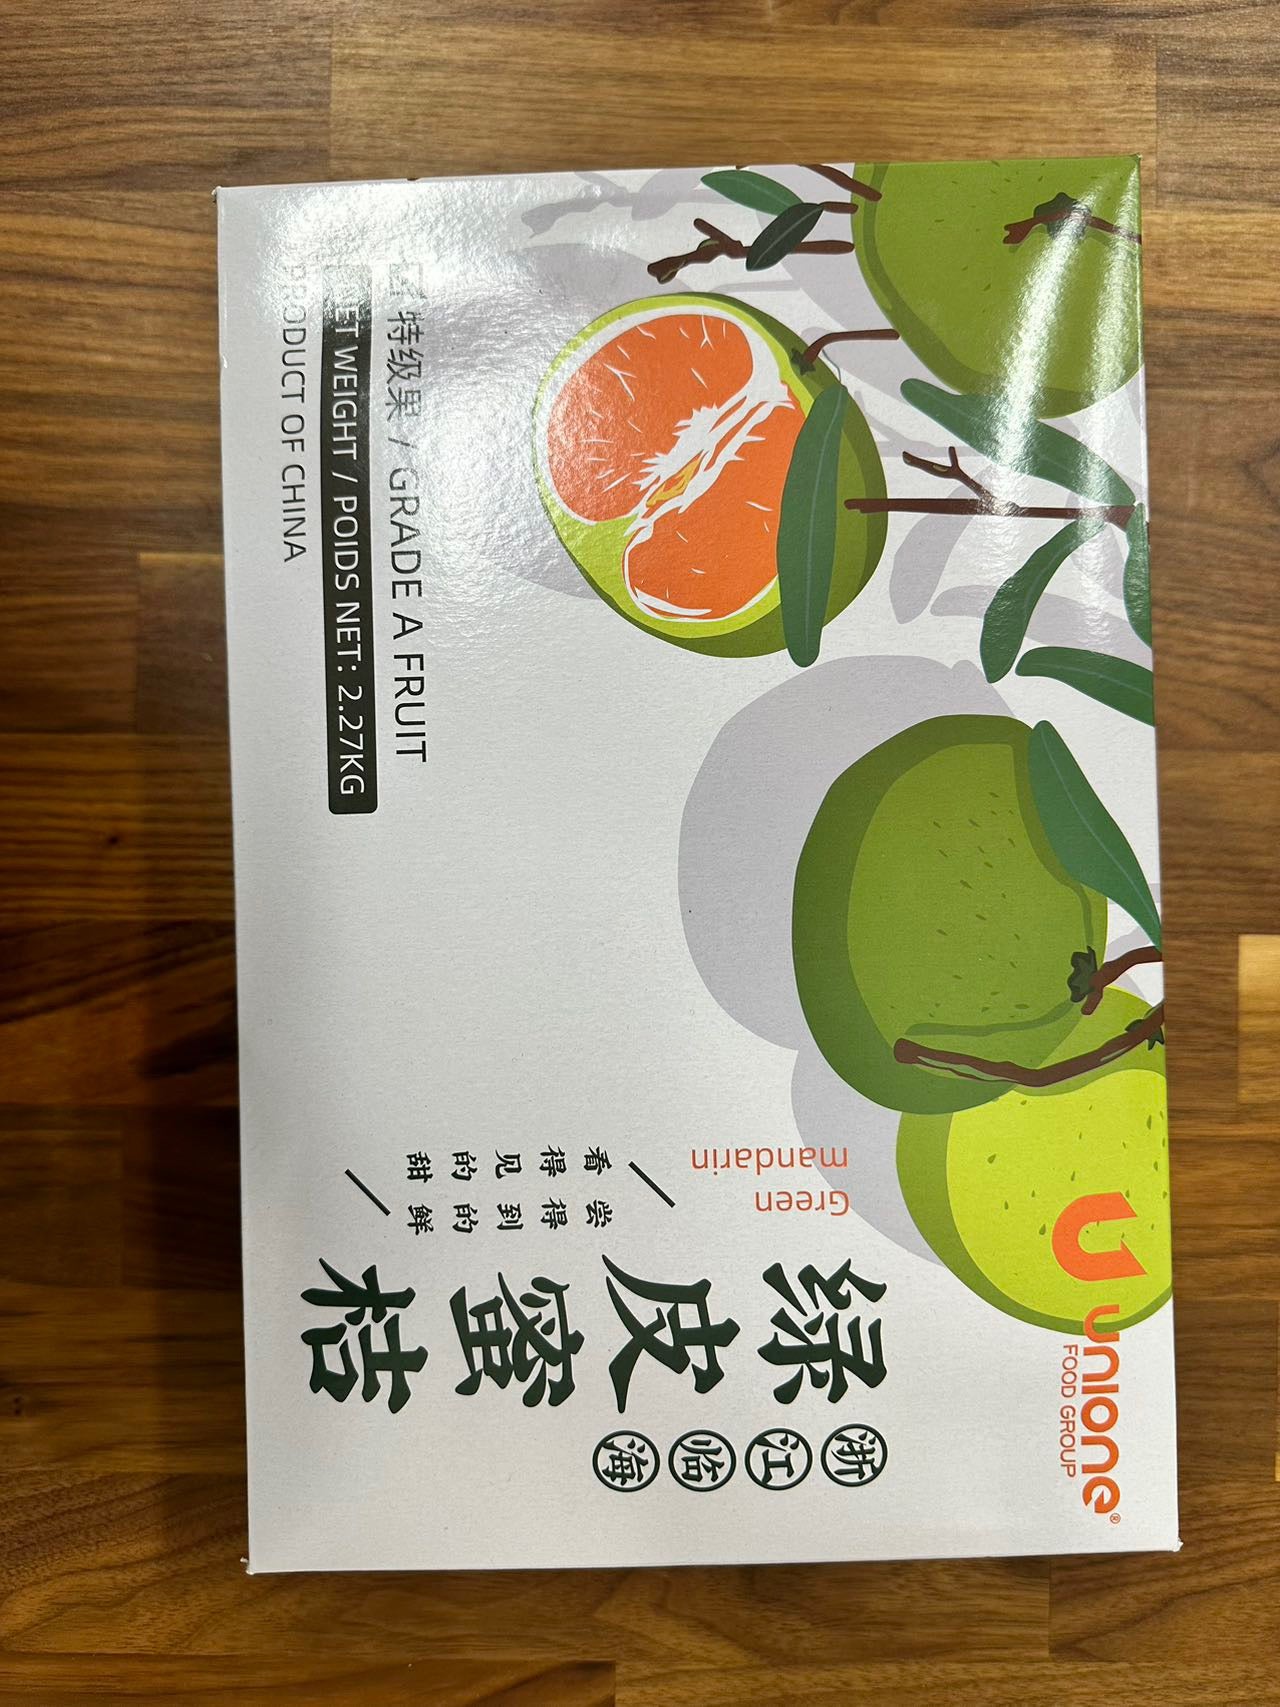 unione®
FOOD GROUP
浙江临海
绿皮蜜桔
Green
mandarin
尝得到的鲜
看得见的甜
☑特级果 / GRADE A FRUIT
NET WEIGHT / POIDS NET: 2.27KG
PRODUCT OF CHINA